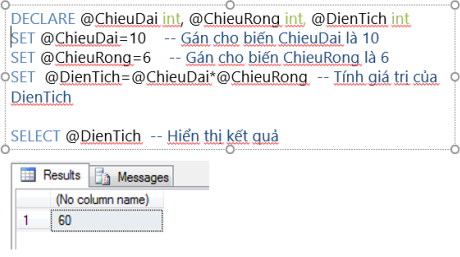 DECLARE @ChieuDai int, @ChieuRong int, @DienTich int
SET @ChieuDai=10 -- Gán cho biến ChieuDai là 10
SET @ChieuRong=6 -- Gán cho biến ChieuRong là 6
SET @DienTich=@ChieuDai*@ChieuRong -- Tính giá trị của
DienTich
SELECT @DienTich -- Hiển thị kết quả
Results Messages
(No column name)
1 60